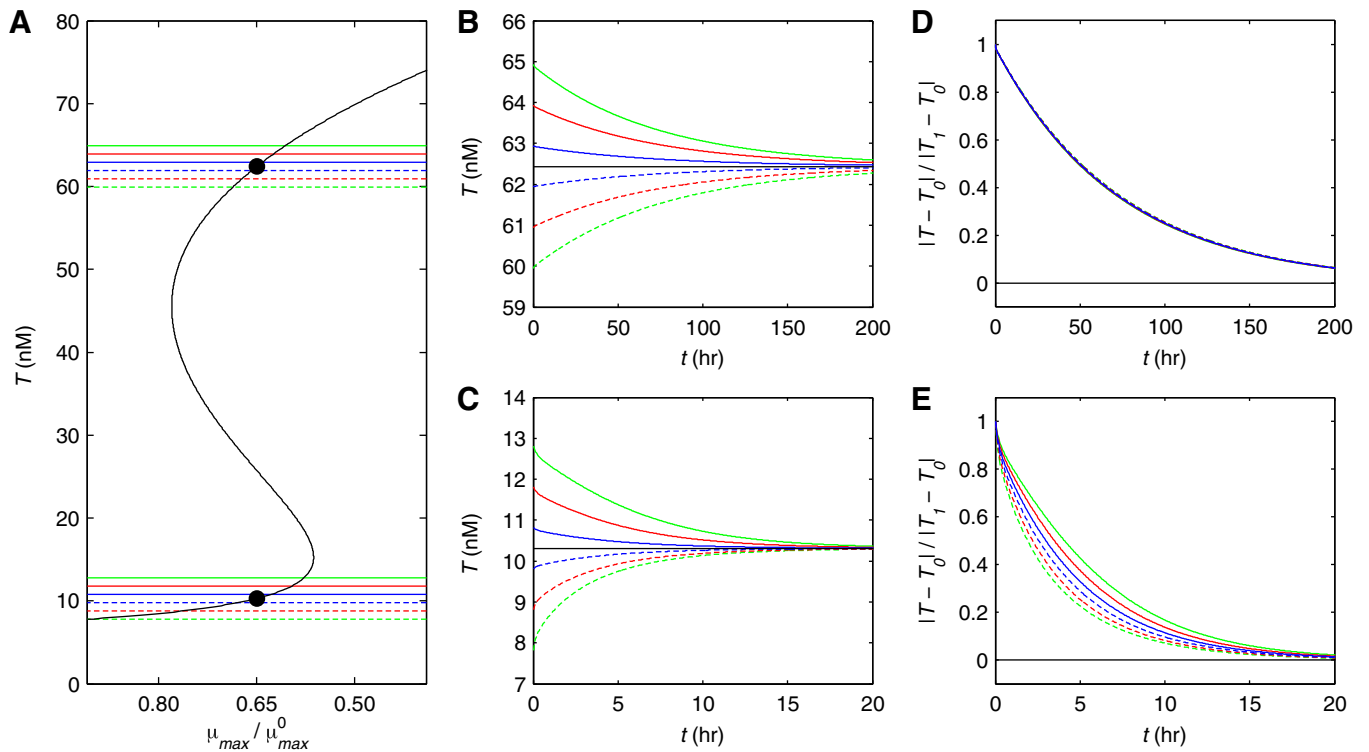 A
80
70
60
50
40
30
20
10
0
T (nM)
0.80 0.65 0.50
μmax / μ⁰max
B
66
65
64
63
62
61
60
59
T (nM)
0 50 100 150 200
t (hr)
C
14
13
12
11
10
9
8
7
T (nM)
0 5 10 15 20
t (hr)
D
1
0.8
0.6
0.4
0.2
0
|T − T0| / |T1 − T0|
0 50 100 150 200
t (hr)
E
1
0.8
0.6
0.4
0.2
0
|T − T0| / |T1 − T0|
0 5 10 15 20
t (hr)